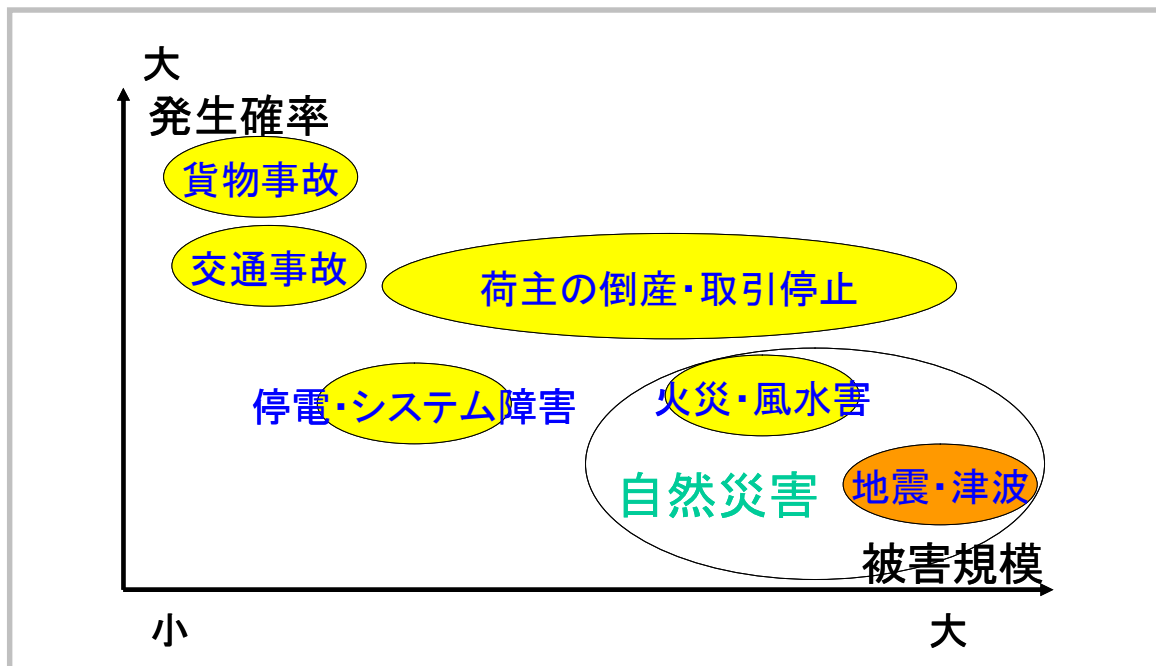 大
発生確率
貨物事故
交通事故
荷主の倒産・取引停止
停電・システム障害
火災・風水害
自然災害
地震・津波
被害規模
小
大